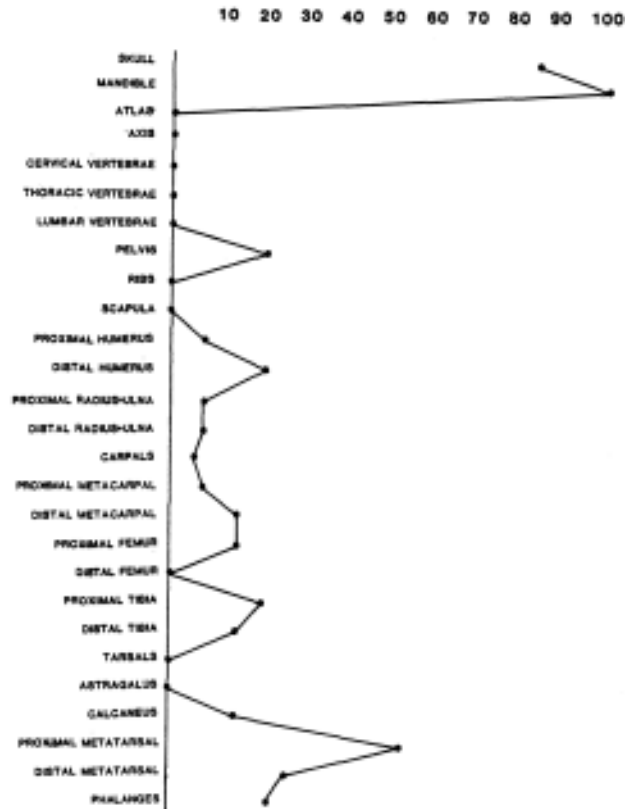 10 20 30 40 50 60 70 80 90 100
SKULL
MANDIBLE
ATLAS
AXIS
CERVICAL VERTEBRAE
THORACIC VERTEBRAE
LUMBAR VERTEBRAE
PELVIS
RIBS
SCAPULA
PROXIMAL HUMERUS
DISTAL HUMERUS
PROXIMAL RADIUS-ULNA
DISTAL RADIUS-ULNA
CARPALS
PROXIMAL METACARPAL
DISTAL METACARPAL
PROXIMAL FEMUR
DISTAL FEMUR
PROXIMAL TIBIA
DISTAL TIBIA
TARSALS
ASTRAGALUS
CALCANEUS
PROXIMAL METATARSAL
DISTAL METATARSAL
PHALANGES